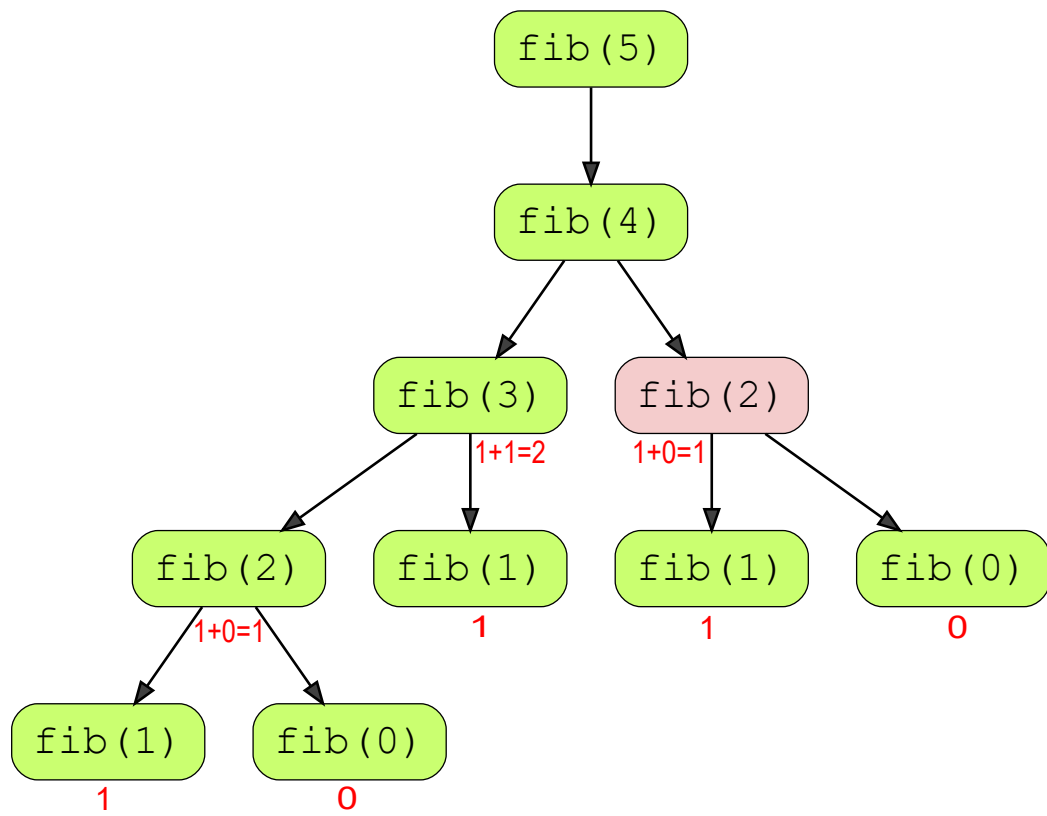 fib(5)
fib(4)
fib(3) fib(2)
1+1=2 1+0=1
fib(2) fib(1) fib(1) fib(0)
1+0=1 1 1 0
fib(1) fib(0)
1 0